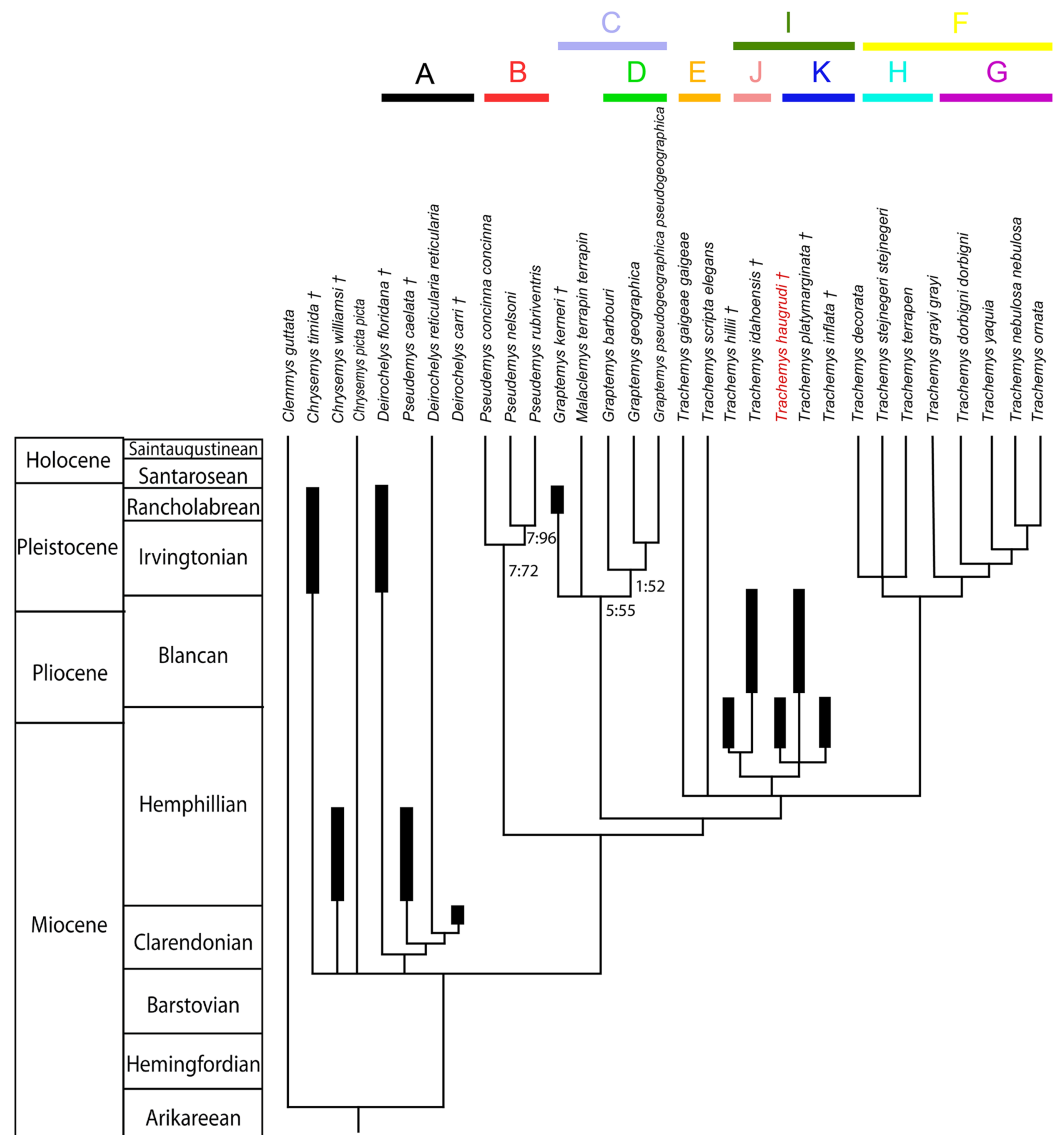 C
I
F
A
B
D
E
J
K
H
G
Clemmys guttata
Chrysemys timida †
Chrysemys williamsi †
Chrysemys picta picta
Deirochelys floridana †
Pseudemys caelata †
Deirochelys reticularia reticularia
Deirochelys carri †
Pseudemys concinna concinna
Pseudemys nelsoni
Pseudemys rubriventris
Graptemys kerneri †
Malaclemys terrapin terrapin
Graptemys barbouri
Graptemys geographica
Graptemys pseudogeographica pseudogeographica
Trachemys gaigeae gaigeae
Trachemys scripta elegans
Trachemys hillii †
Trachemys idahoensis †
Trachemys haugrudi †
Trachemys platymarginata †
Trachemys inflata †
Trachemys decorata
Trachemys stejnegeri stejnegeri
Trachemys terrapen
Trachemys grayi grayi
Trachemys dorbigni dorbigni
Trachemys yaquia
Trachemys nebulosa nebulosa
Trachemys ornata
Holocene
Pleistocene
Pliocene
Miocene
Saintaugustinean
Santarosean
Rancholabrean
Irvingtonian
Blancan
Hemphillian
Clarendonian
Barstovian
Hemingfordian
Arikareean
7:96
7:72
1:52
5:55